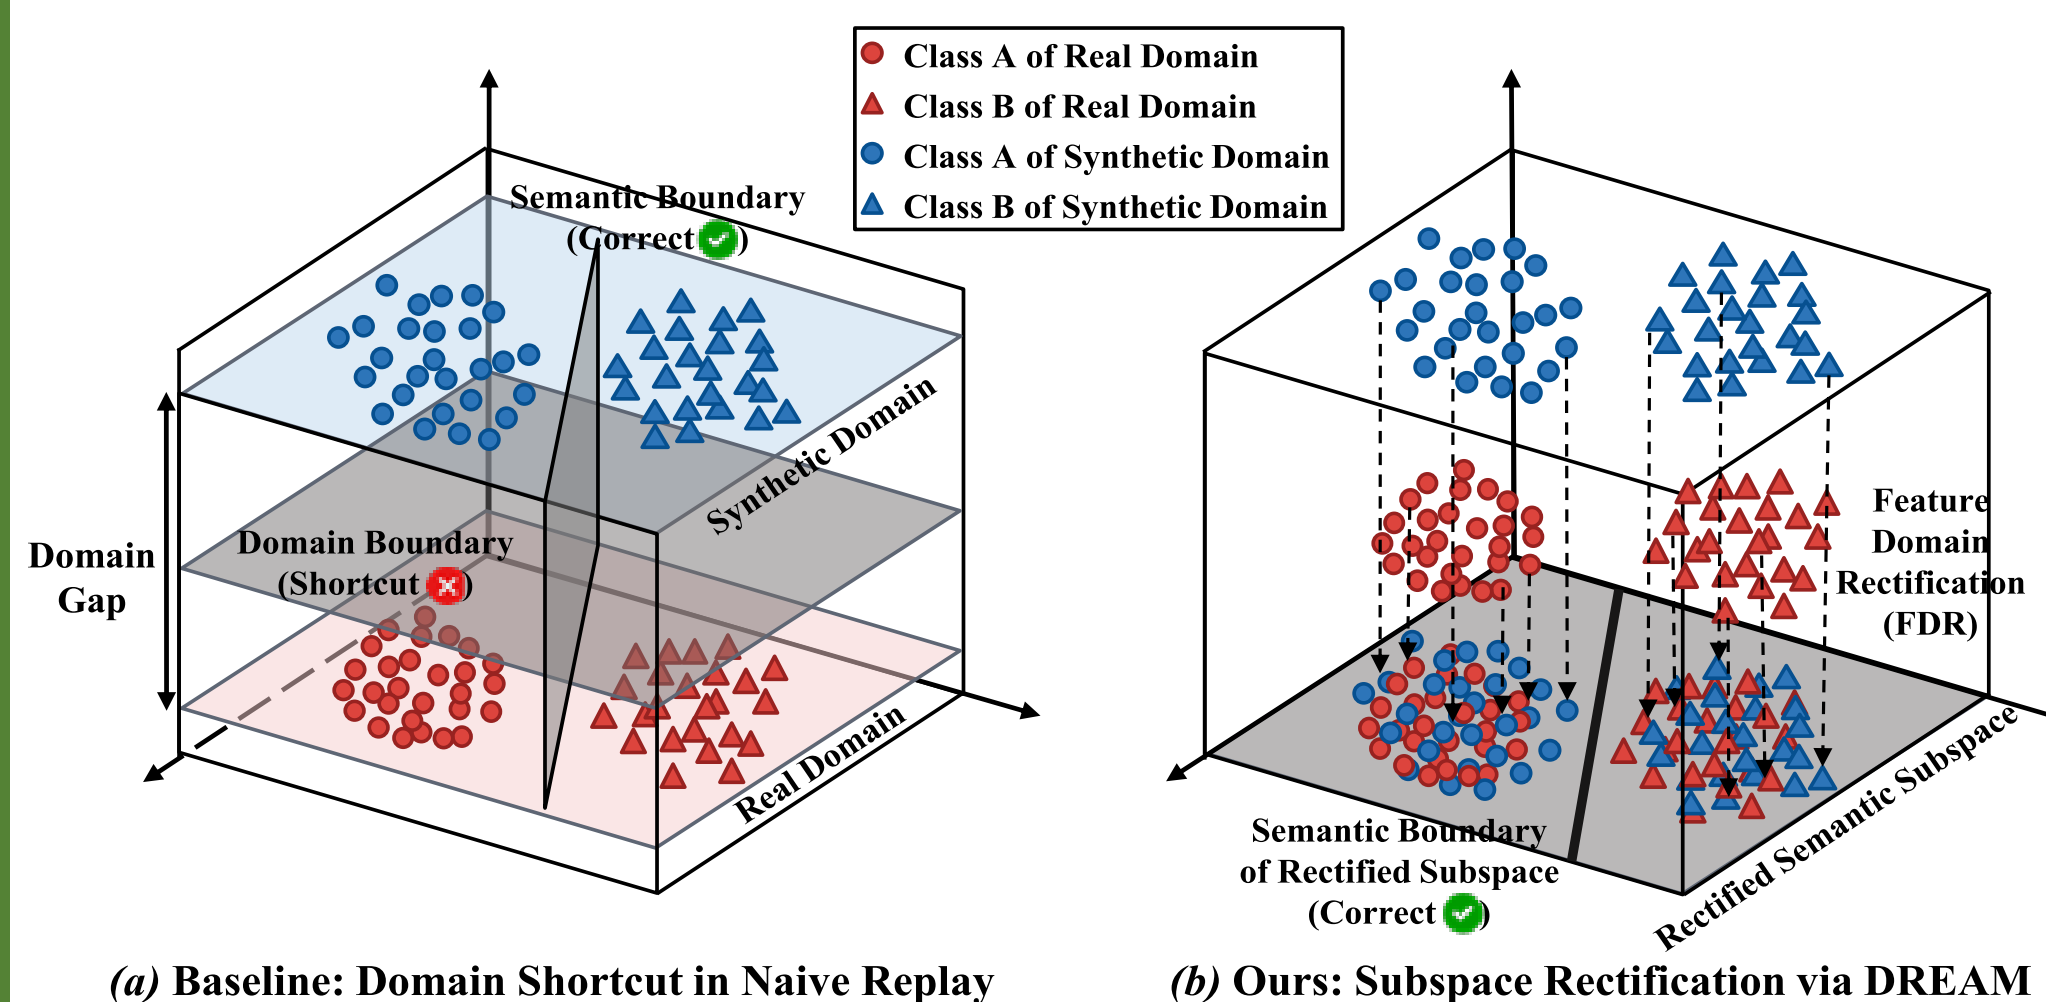 Class A of Real Domain
Class B of Real Domain
Class A of Synthetic Domain
Class B of Synthetic Domain
Semantic Boundary
(Correct )
Synthetic Domain
Domain
Gap
Domain Boundary
(Shortcut )
Real Domain
(a) Baseline: Domain Shortcut in Naive Replay
Feature
Domain
Rectification
(FDR)
Semantic Boundary
of Rectified Subspace
(Correct )
Rectified Semantic Subspace
(b) Ours: Subspace Rectification via DREAM